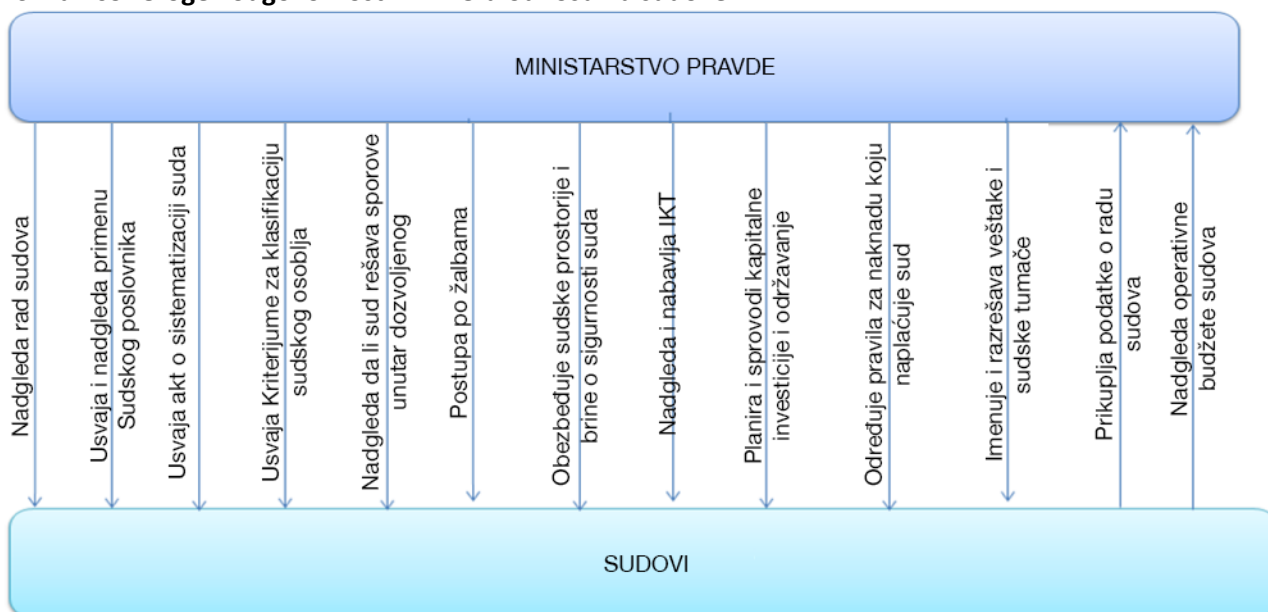 MINISTARSTVO PRAVDE
Nadgleda rad sudova
Usvaja i nadgleda primenu
Sudskog poslovnika
Usvaja akt o sistematizaciji suda
Usvaja Kriterijume za klasifikaciju
sudskog osoblja
Nadgleda da li sud rešava sporove
unutar dozvoljenog
Postupa po žalbama
Obezbeđuje sudske prostorije i
brine o sigurnosti suda
Nadgleda i nabavlja IKT
Planira i sprovodi kapitalne
investicije i održavanje
Određuje pravila za naknadu koju
naplaćuje sud
Imenuje i razrešava veštake i
sudske tumače
Prikuplja podatke o radu
sudova
Nadgleda operativne
budžete sudova
SUDOVI